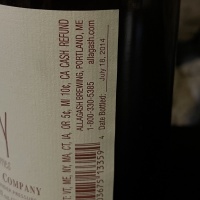 N
COMPANY
VT, ME, NY, MA, CT, IA, OR 5¢, MI 10¢, CA CASH REFUND
ALLAGASH BREWING, PORTLAND, ME
allagash.com
1-800-330-5385
Date Bottled:
July 18, 2014